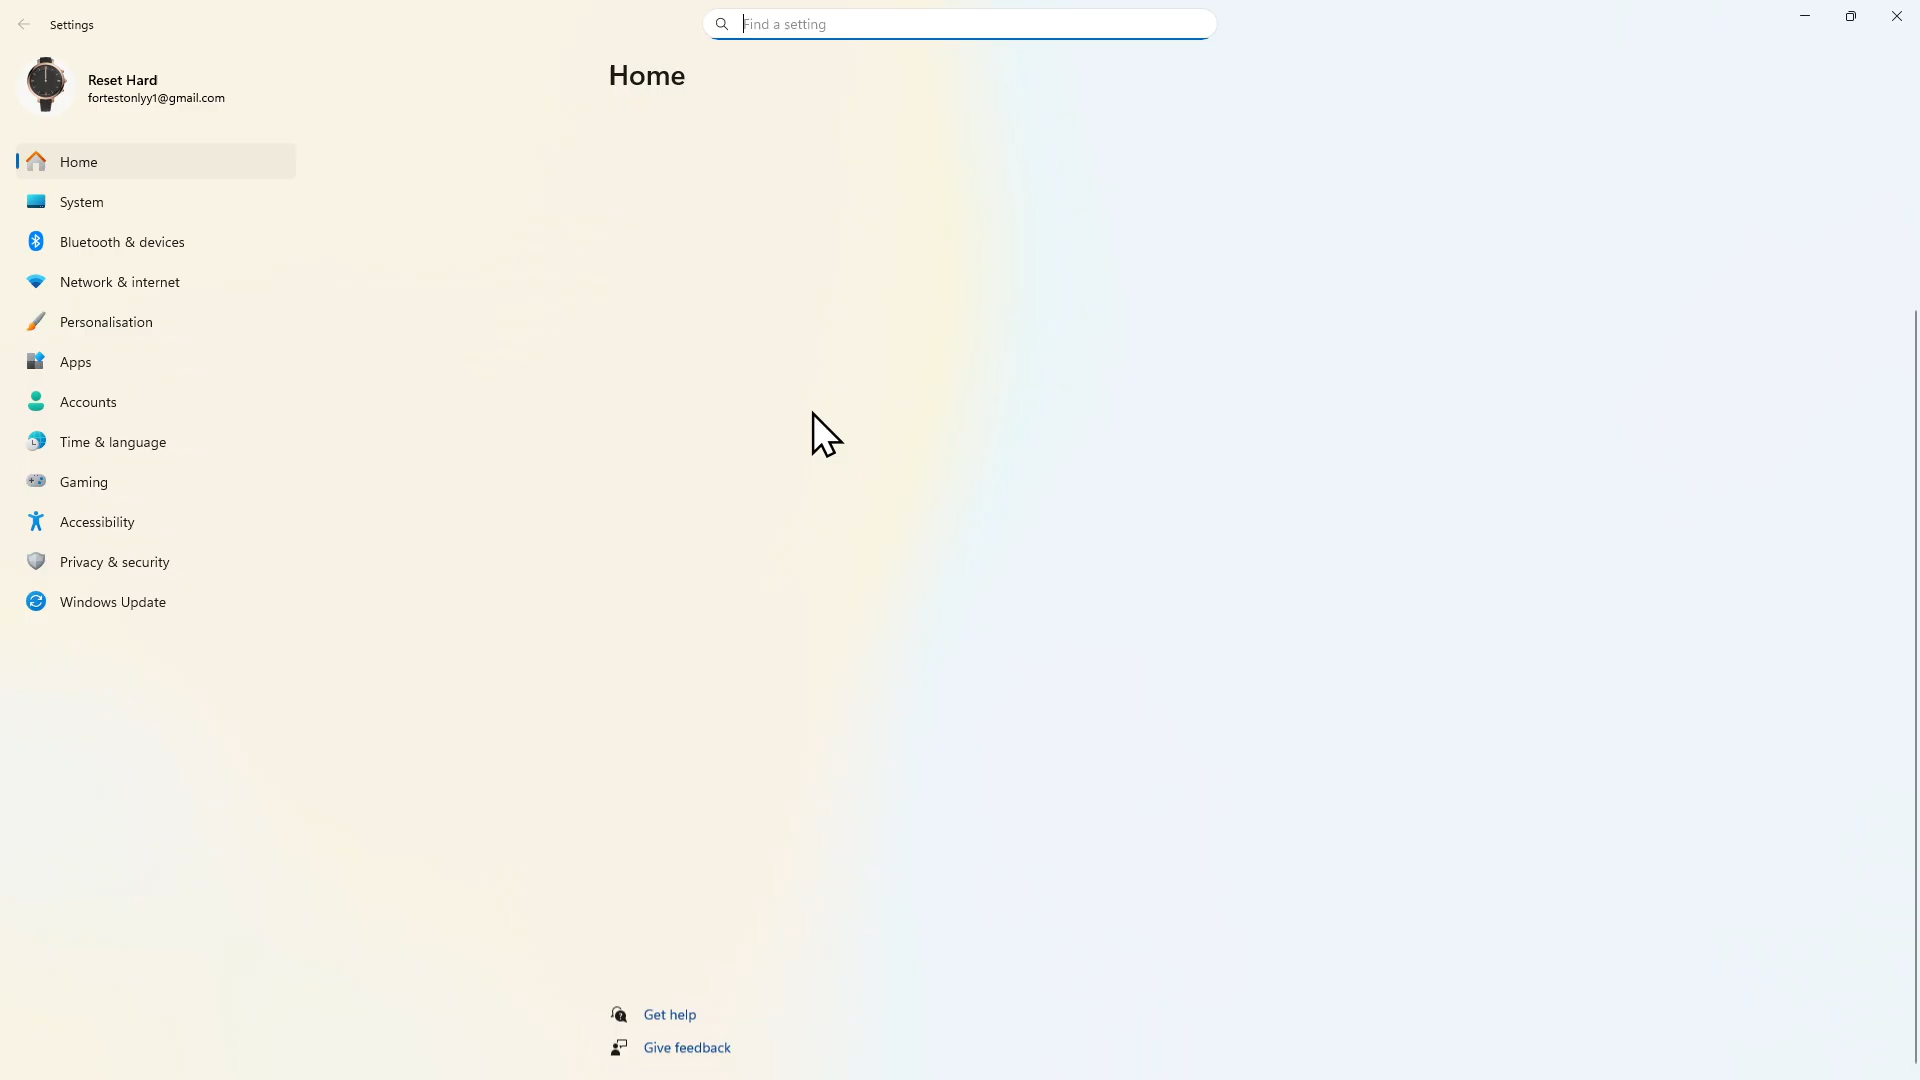 Settings
Find a setting
Reset Hard
fortestonlyy1@gmail.com
Home
Home
System
Bluetooth & devices
Network & internet
Personalisation
Apps
Accounts
Time & language
Gaming
Accessibility
Privacy & security
Windows Update
Get help
Give feedback